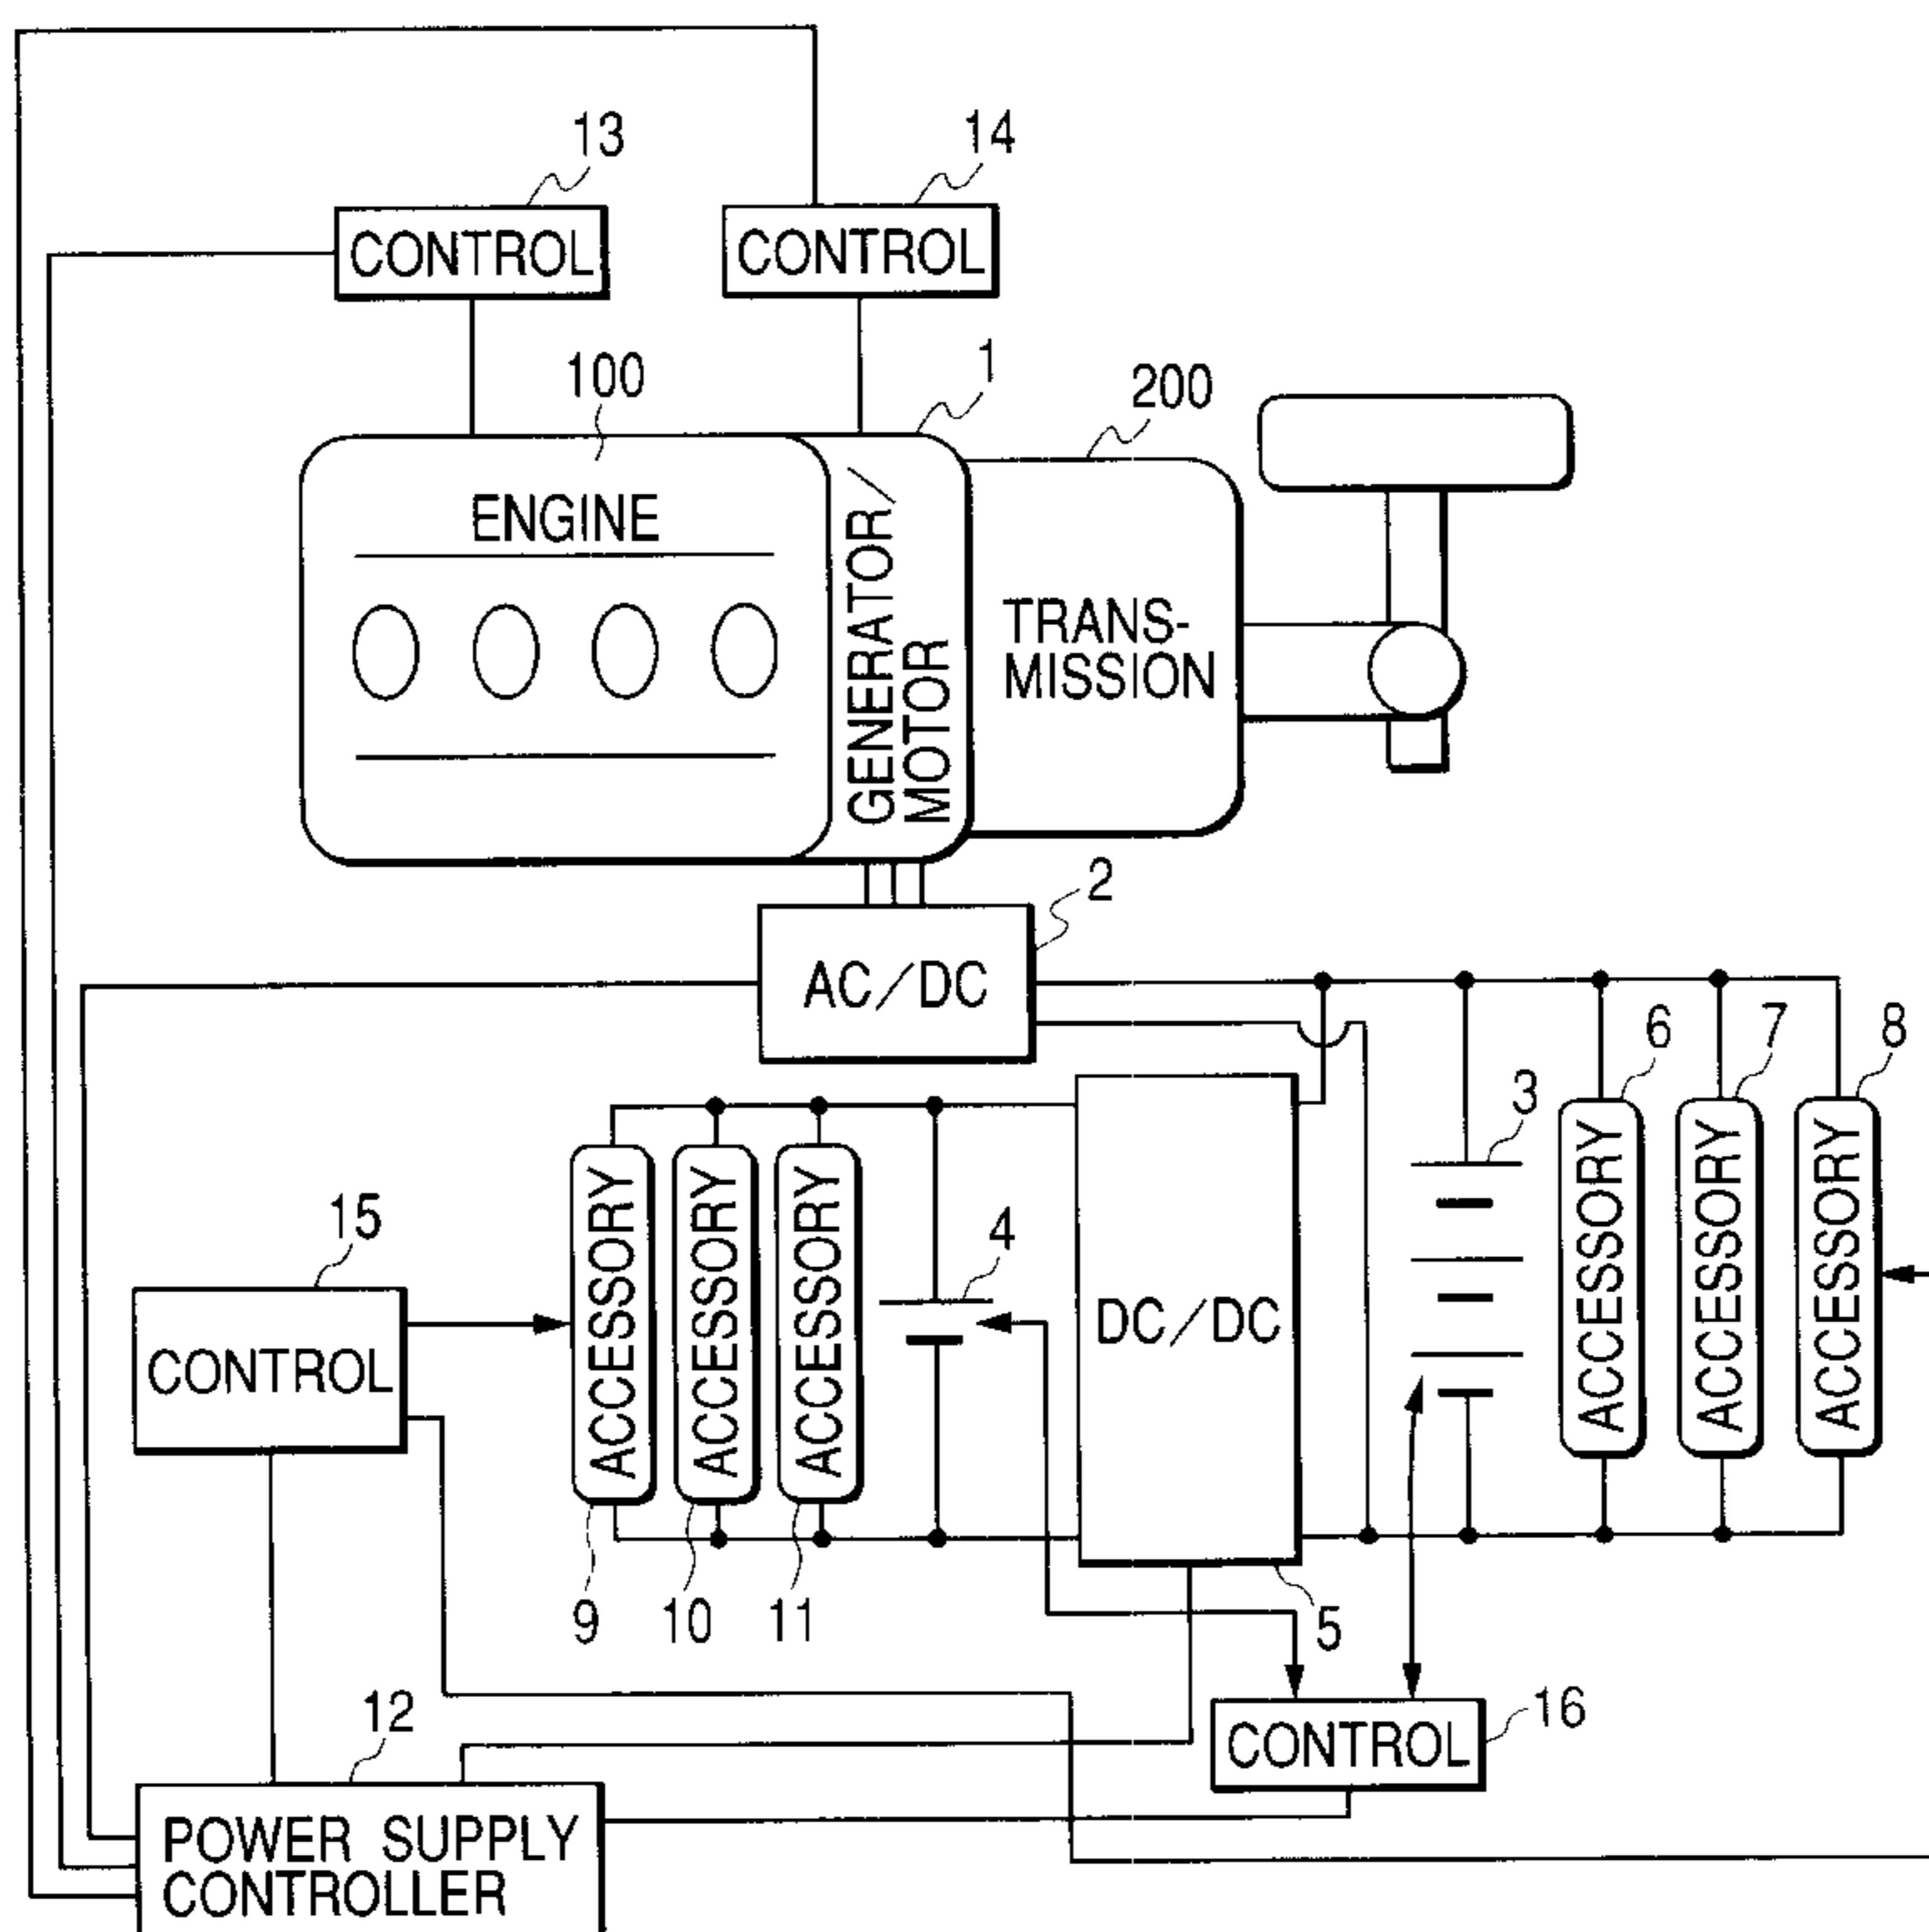 13
14
CONTROL
CONTROL
100
1
200
ENGINE
GENERATOR/
MOTOR
TRANS-
MISSION
2
AC/DC
6
7
8
3
ACCESSORY
ACCESSORY
ACCESSORY
15
4
CONTROL
ACCESSORY
ACCESSORY
ACCESSORY
DC/DC
9
10
11
5
12
16
CONTROL
POWER SUPPLY
CONTROLLER